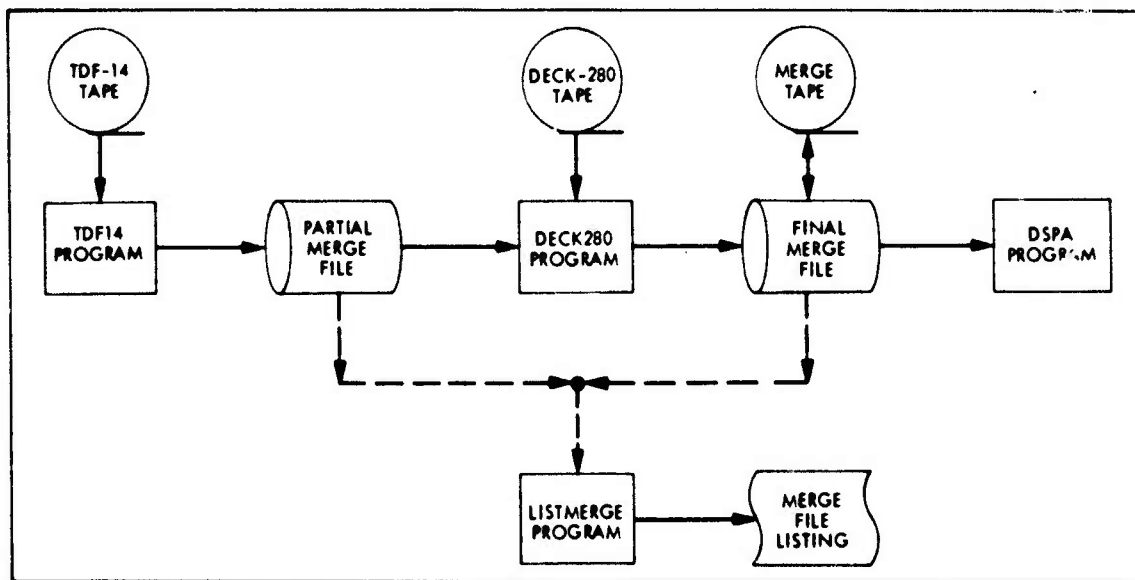 TDF-14
TAPE
DECK-280
TAPE
MERGE
TAPE
TDF14
PROGRAM
PARTIAL
MERGE
FILE
DECK280
PROGRAM
FINAL
MERGE
FILE
DSPA
PROGRAM
LISTMERGE
PROGRAM
MERGE
FILE
LISTING